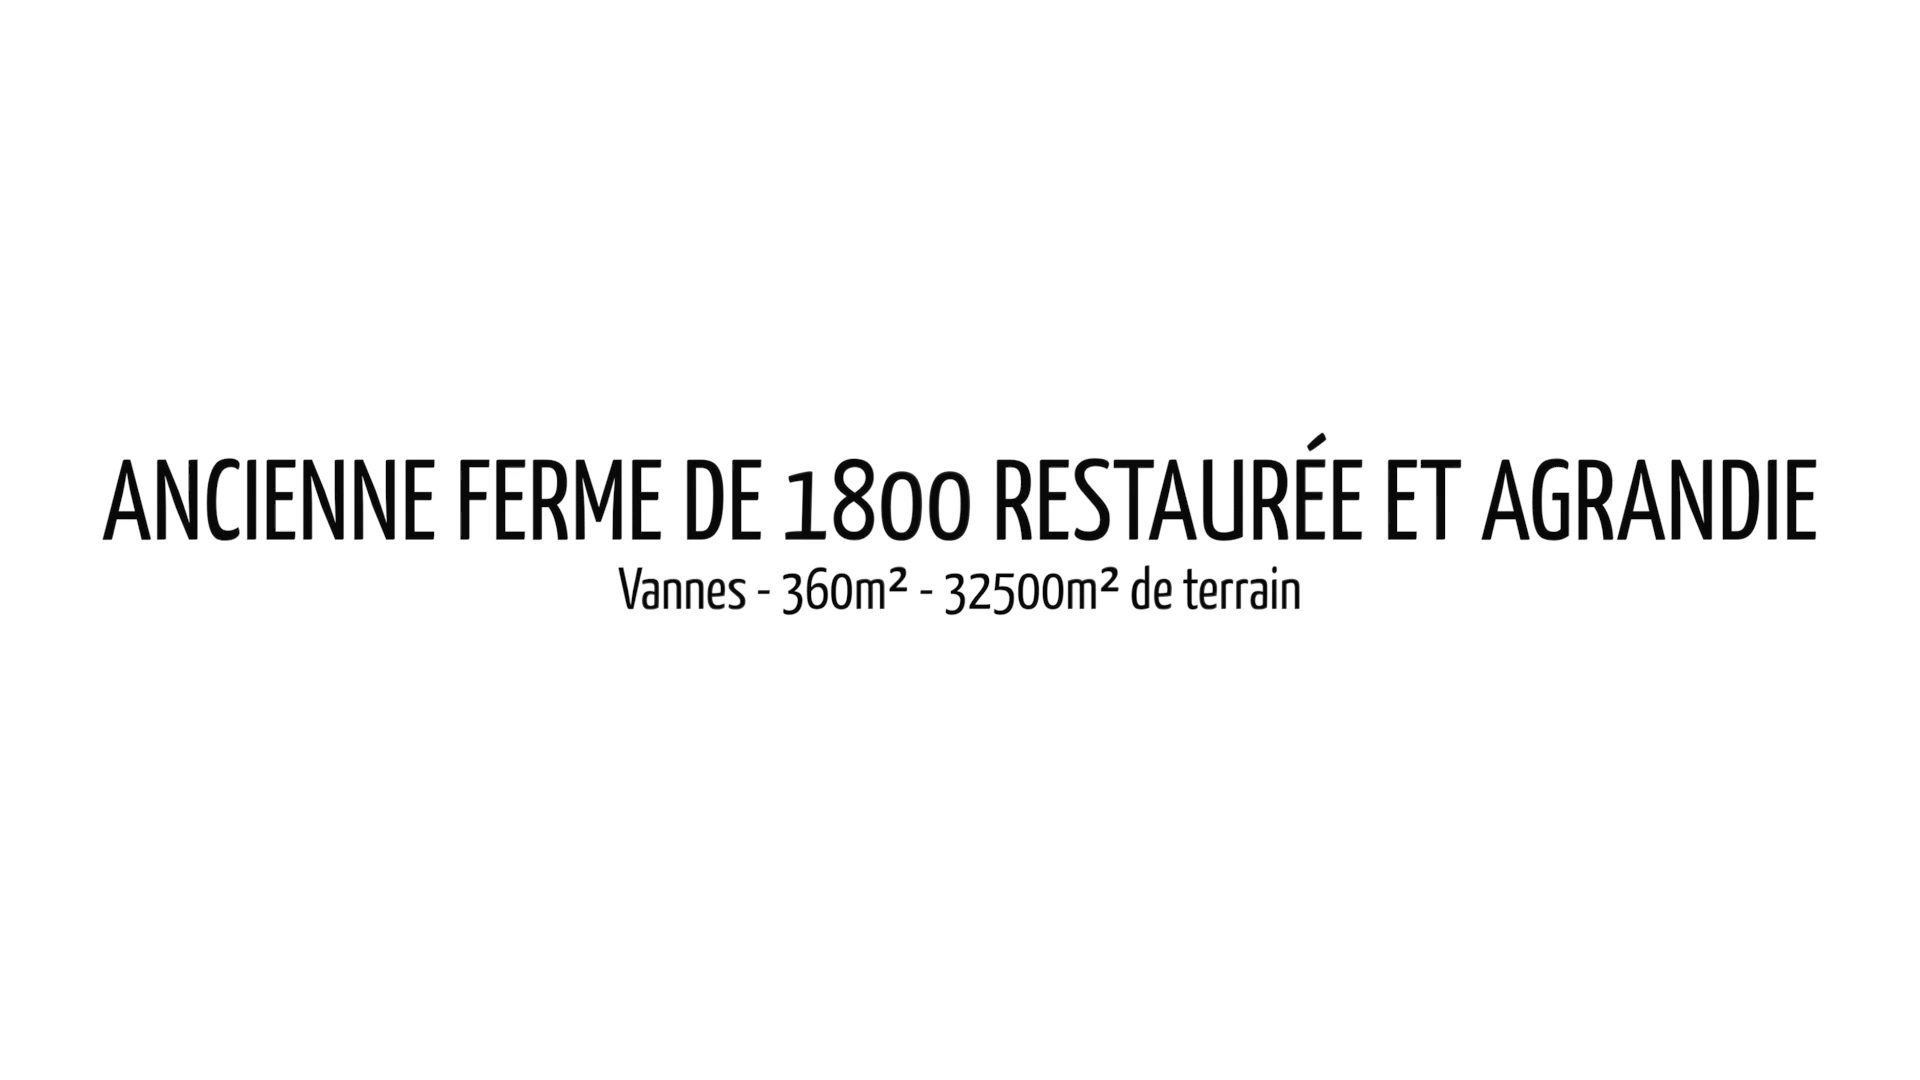 ANCIENNE FERME DE 1800 RESTAURÉE ET AGRANDIE
Vannes - 360m² - 32500m² de terrain